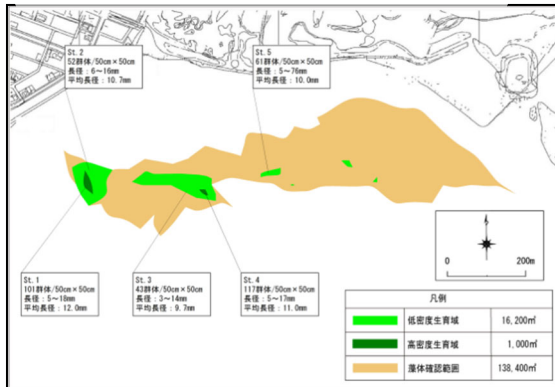 St. 2
52群体/50cm×50cm
長径：6～16mm
平均長径：10.7mm
St. 5
61群体/50cm×50cm
長径：5～76mm
平均長径：10.0mm
St. 1
101群体/50cm×50cm
長径：5～18mm
平均長径：12.0mm
St. 3
43群体/50cm×50cm
長径：3～14mm
平均長径：9.7mm
St. 4
117群体/50cm×50cm
長径：5～17mm
平均長径：11.0mm
0 200m
凡例
低密度生育域 16,200㎡
高密度生育域 1,000㎡
藻体確認範囲 138,400㎡